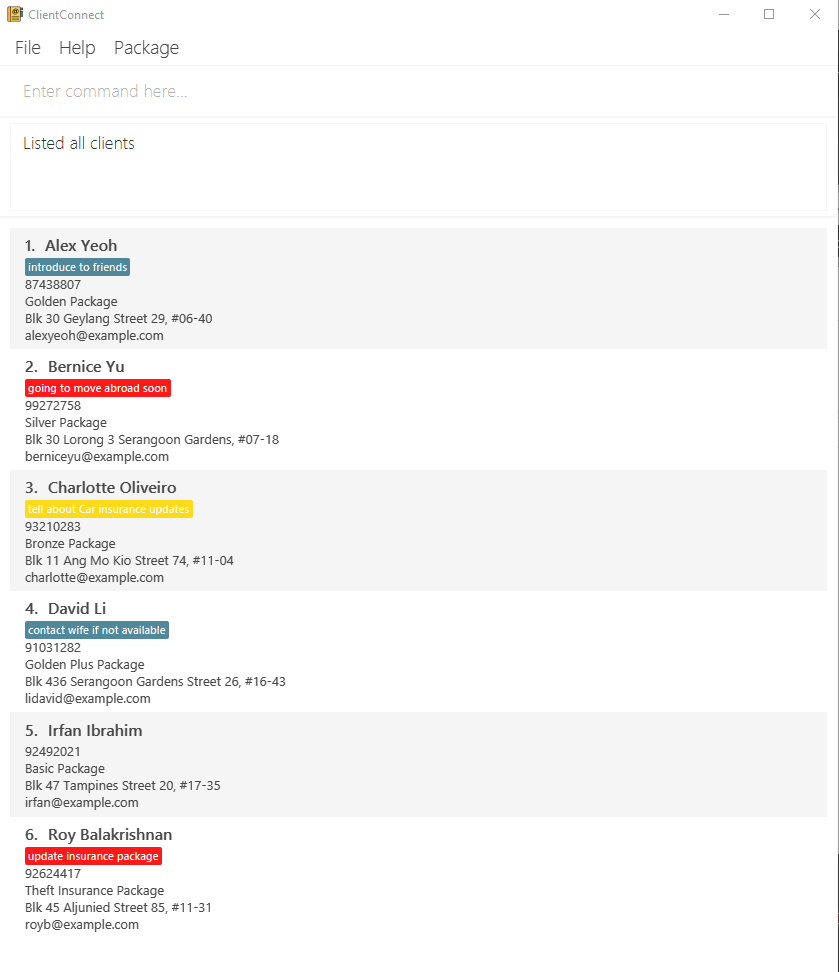 ClientConnect
File Help Package
Enter command here...
Listed all clients
1. Alex Yeoh
introduce to friends
87438807
Golden Package
Blk 30 Geylang Street 29, #06-40
alexyeoh@example.com
2. Bernice Yu
going to move abroad soon
99272758
Silver Package
Blk 30 Lorong 3 Serangoon Gardens, #07-18
berniceyu@example.com
3. Charlotte Oliveiro
tell about Car insurance updates
93210283
Bronze Package
Blk 11 Ang Mo Kio Street 74, #11-04
charlotte@example.com
4. David Li
contact wife if not available
91031282
Golden Plus Package
Blk 436 Serangoon Gardens Street 26, #16-43
lidavid@example.com
5. Irfan Ibrahim
92492021
Basic Package
Blk 47 Tampines Street 20, #17-35
irfan@example.com
6. Roy Balakrishnan
update insurance package
92624417
Theft Insurance Package
Blk 45 Aljunied Street 85, #11-31
royb@example.com